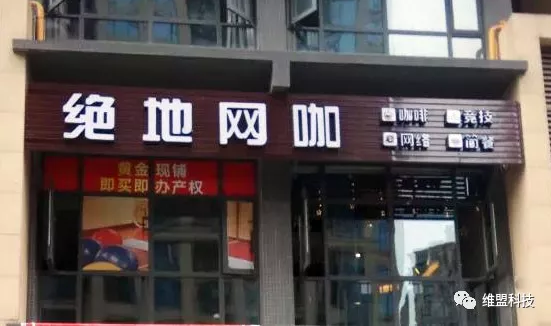 绝地网咖
咖啡 竞技
网络 简餐
黄金 现铺
即买即办产权
维盟科技